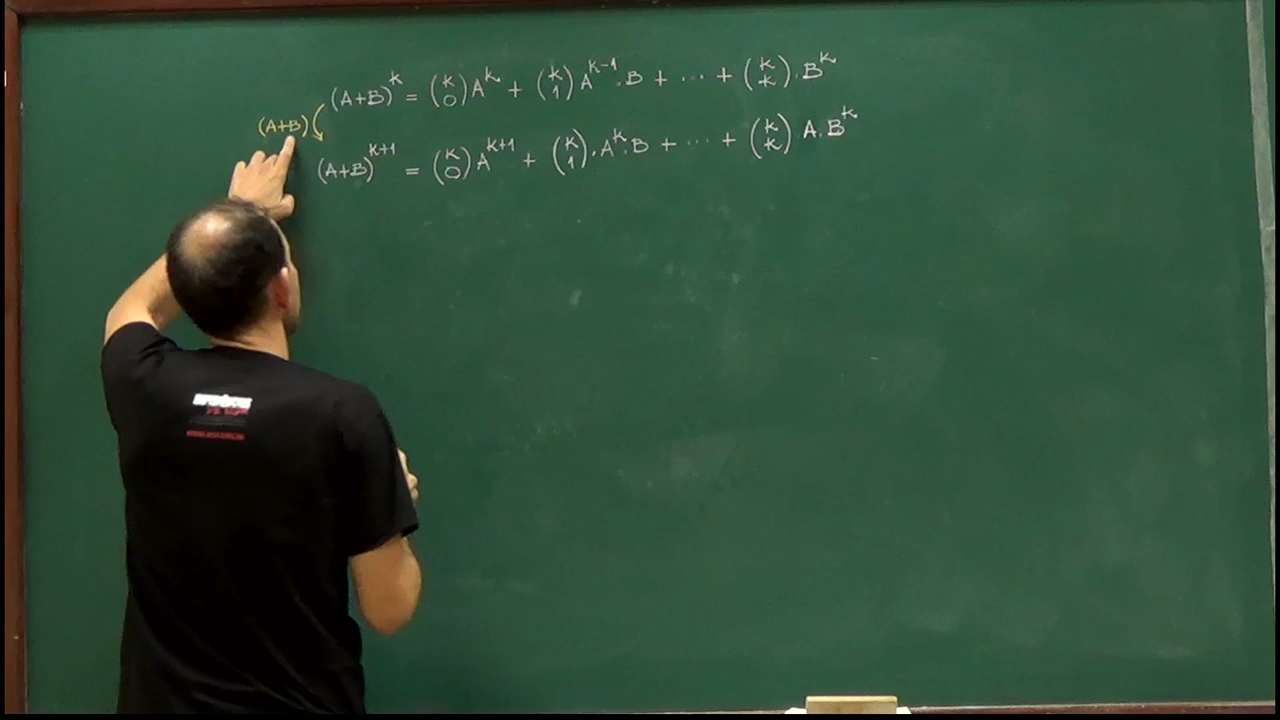 (A+B)^k = (k 0)A^k + (k 1)A^{k-1}.B + ... + (k k).B^k
(A+B)
(A+B)^{k+1} = (k 0)A^{k+1} + (k 1).A^k.B + ... + (k k)A.B^k